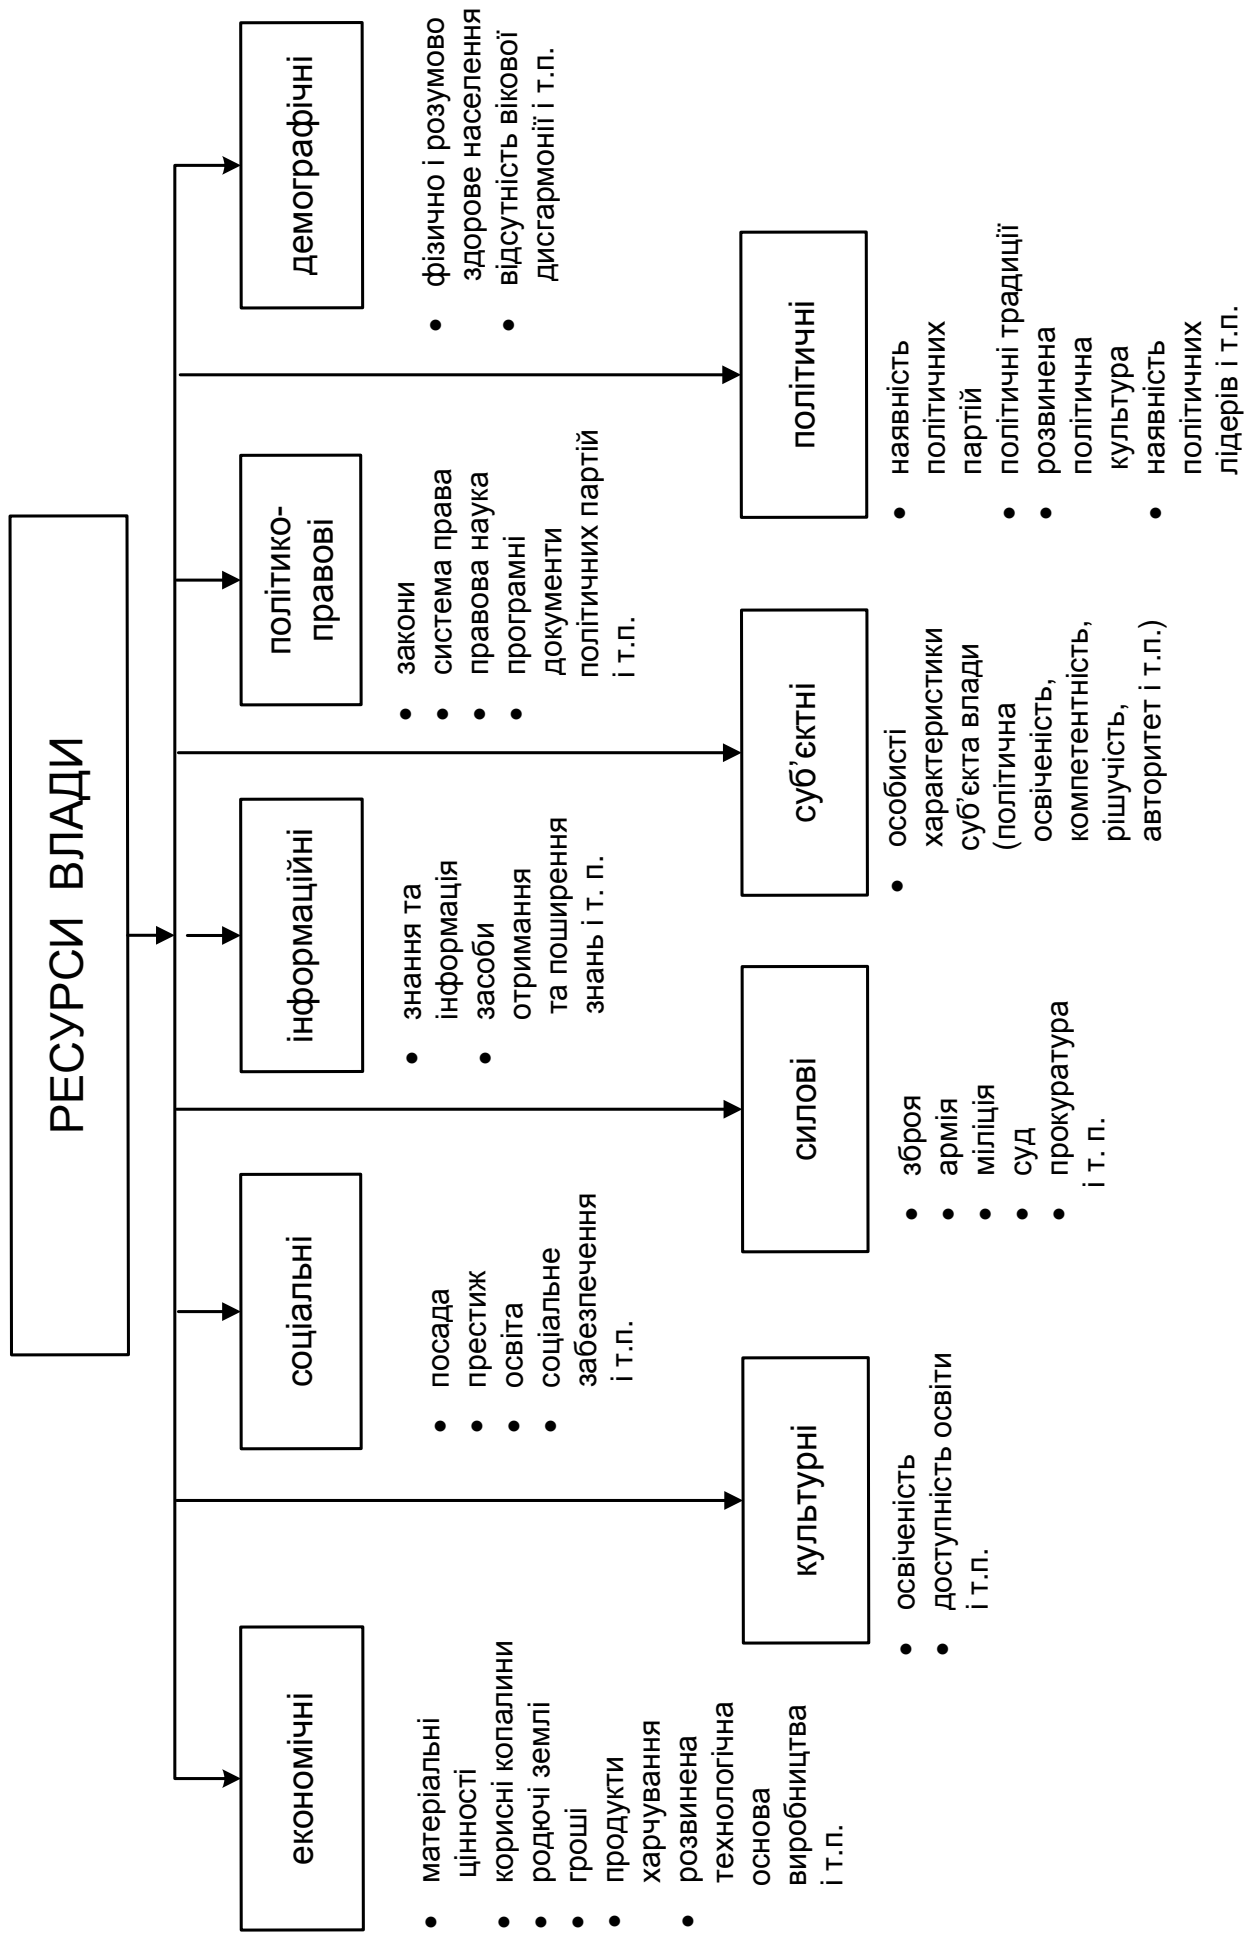 РЕСУРСИ ВЛАДИ
економічні
• матеріальні
цінності
• корисні копалини
• родючі землі
• гроші
• продукти
харчування
• розвинена
технологічна
основа
виробництва
і т.п.
соціальні
• посада
• престиж
• освіта
• соціальне
забезпечення
і т.п.
інформаційні
• знання та
інформація
• засоби
отримання
та поширення
знань і т. п.
політико-
правові
• закони
• система права
• правова наука
• програмні
документи
політичних партій
і т.п.
демографічні
• фізично і розумово
здорове населення
• відсутність вікової
дисгармонії і т.п.
культурні
• освіченість
• доступність освіти
і т.п.
силові
• зброя
• армія
• міліція
• суд
• прокуратура
і т. п.
суб’єктні
• особисті
характеристики
суб’єкта влади
(політична
освіченість,
компетентність,
рішучість,
авторитет і т.п.)
політичні
• наявність
політичних
партій
• політичні традиції
• розвинена
політична
культура
• наявність
політичних
лідерів і т.п.